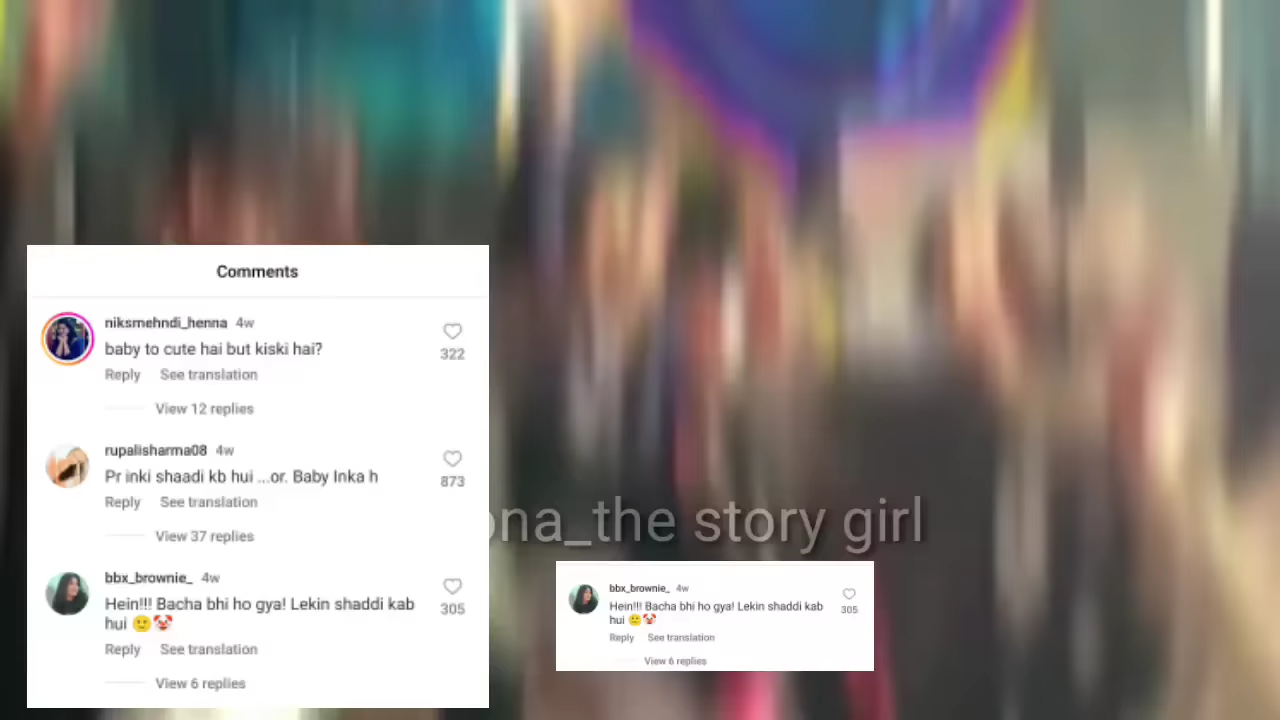 Comments
niksmehndi_henna 4w
baby to cute hai but kiski hai?
322
Reply See translation
View 12 replies
rupalisharma08 4w
Pr inki shaadi kb hui ...or. Baby Inka h
873
Reply See translation
View 37 replies
bbx_brownie_ 4w
Hein!!! Bacha bhi ho gya! Lekin shaddi kab
hui 🙂🤡
305
Reply See translation
View 6 replies
ona_the story girl
bbx_brownie_ 4w
Hein!!! Bacha bhi ho gya! Lekin shaddi kab
hui 🙂🤡
305
Reply See translation
View 6 replies